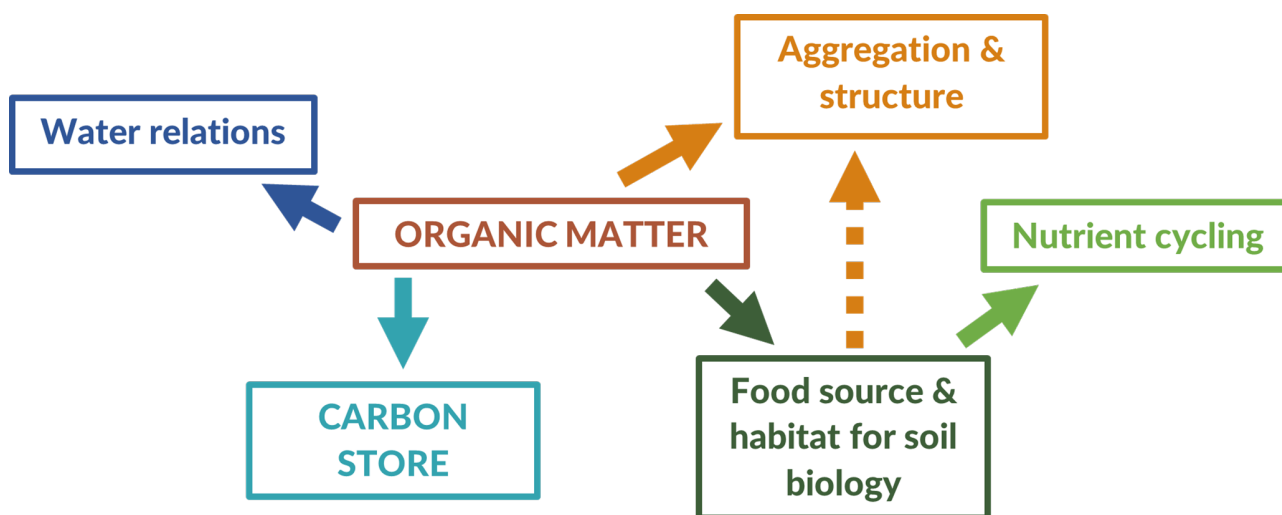 Aggregation &
structure
Water relations
ORGANIC MATTER
Nutrient cycling
CARBON
STORE
Food source &
habitat for soil
biology